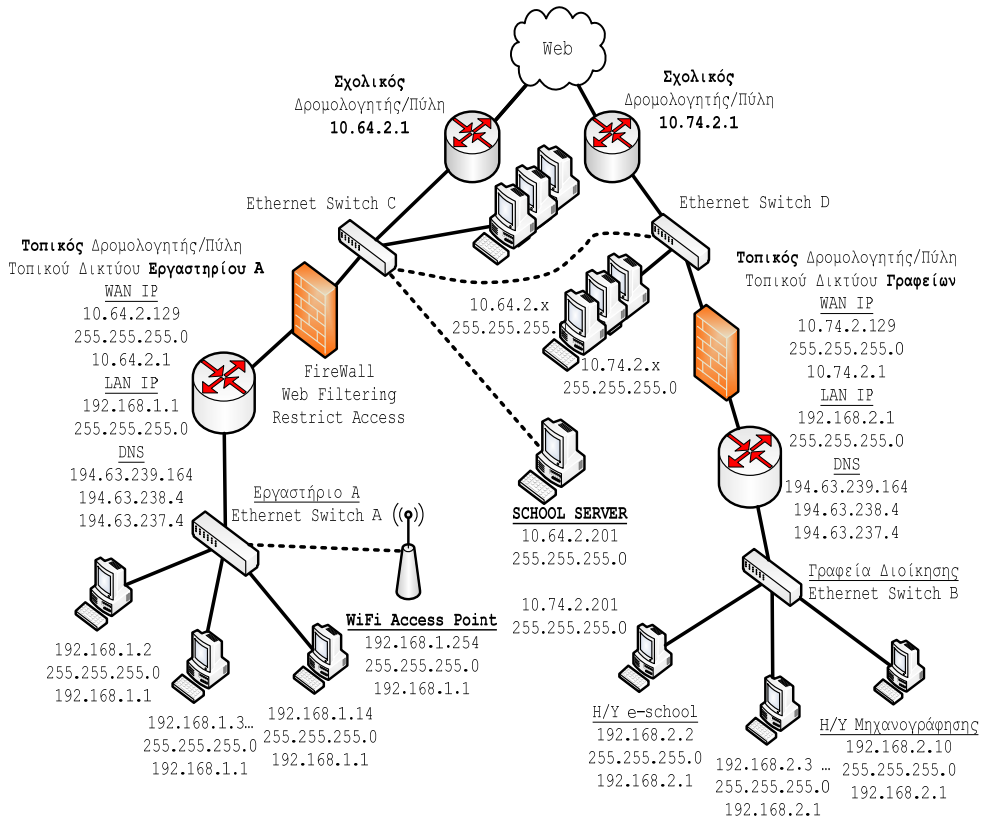 Web
Σχολικός
Δρομολογητής/Πύλη
10.64.2.1
Σχολικός
Δρομολογητής/Πύλη
10.74.2.1
Ethernet Switch C
Ethernet Switch D
Τοπικός Δρομολογητής/Πύλη
Τοπικού Δικτύου Εργαστηρίου Α
WAN IP
10.64.2.129
255.255.255.0
10.64.2.1
LAN IP
192.168.1.1
255.255.255.0
DNS
194.63.239.164
194.63.238.4
194.63.237.4
FireWall
Web Filtering
Restrict Access
10.64.2.x
255.255.255.
10.74.2.x
255.255.255.0
Τοπικός Δρομολογητής/Πύλη
Τοπικού Δικτύου Γραφείων
WAN IP
10.74.2.129
255.255.255.0
10.74.2.1
LAN IP
192.168.2.1
255.255.255.0
DNS
194.63.239.164
194.63.238.4
194.63.237.4
Εργαστήριο Α
Ethernet Switch A
SCHOOL SERVER
10.64.2.201
255.255.255.0
10.74.2.201
255.255.255.0
Γραφεία Διοίκησης
Ethernet Switch B
WiFi Access Point
192.168.1.254
255.255.255.0
192.168.1.1
192.168.1.2
255.255.255.0
192.168.1.1
192.168.1.3…
255.255.255.0
192.168.1.1
192.168.1.14
255.255.255.0
192.168.1.1
Η/Υ e-school
192.168.2.2
255.255.255.0
192.168.2.1
192.168.2.3 …
255.255.255.0
192.168.2.1
Η/Υ Μηχανογράφησης
192.168.2.10
255.255.255.0
192.168.2.1